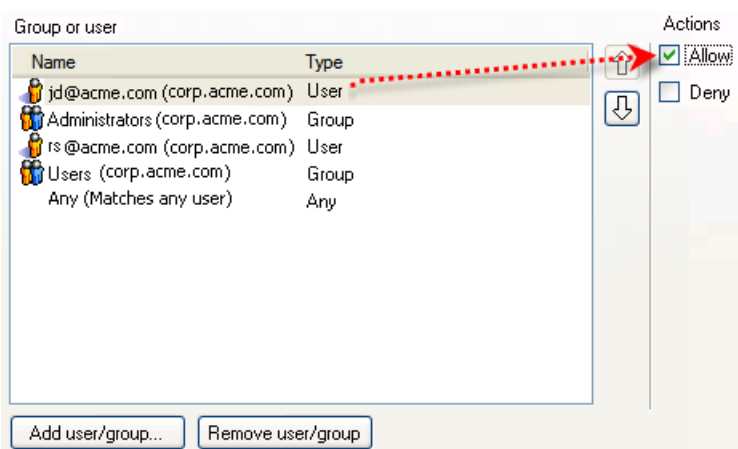 Group or user
Actions
Name Type
Allow
jd@acme.com (corp.acme.com) User
Deny
Administrators (corp.acme.com) Group
rs @acme.com (corp.acme.com) User
Users (corp.acme.com) Group
Any (Matches any user) Any
Add user/group... Remove user/group